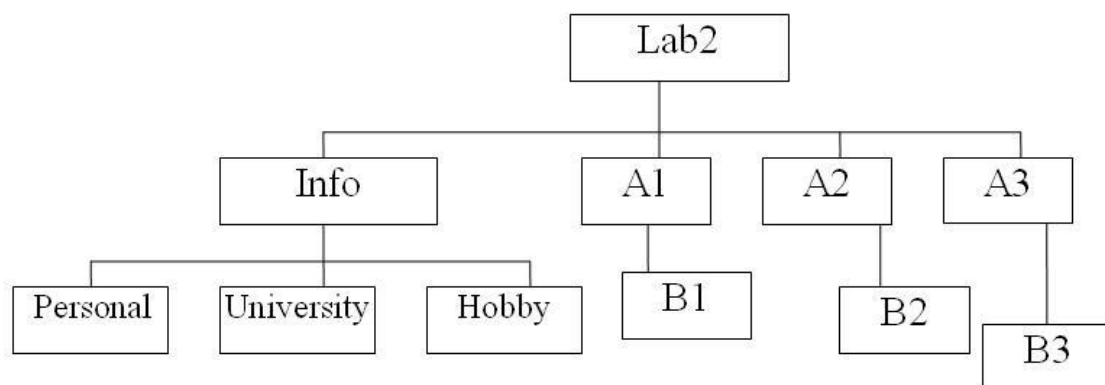 Lab2
Info
A1
A2
A3
Personal
University
Hobby
B1
B2
B3